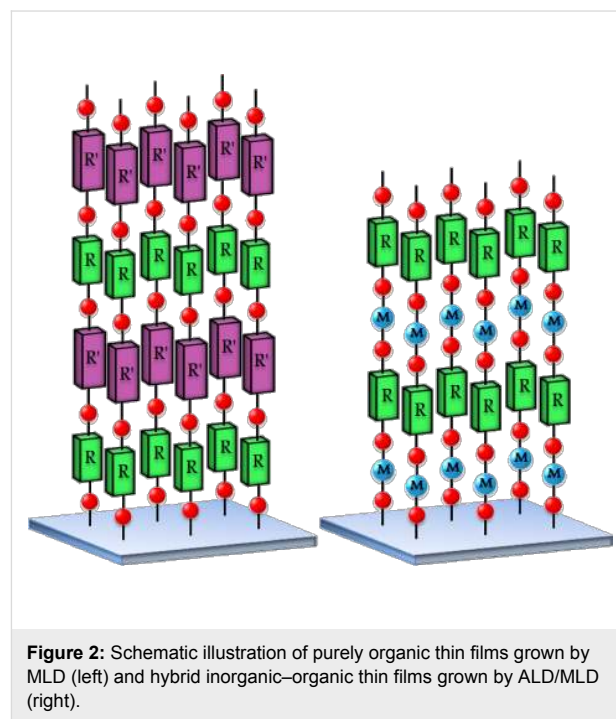 R' R' R' R' R' R'
R R R R R R
R' R' R' R' R' R'
R R R R R R
R R R R R R
M M M M M M
R R R R R R
M M M M M M
Figure 2: Schematic illustration of purely organic thin films grown by
MLD (left) and hybrid inorganic–organic thin films grown by ALD/MLD
(right).